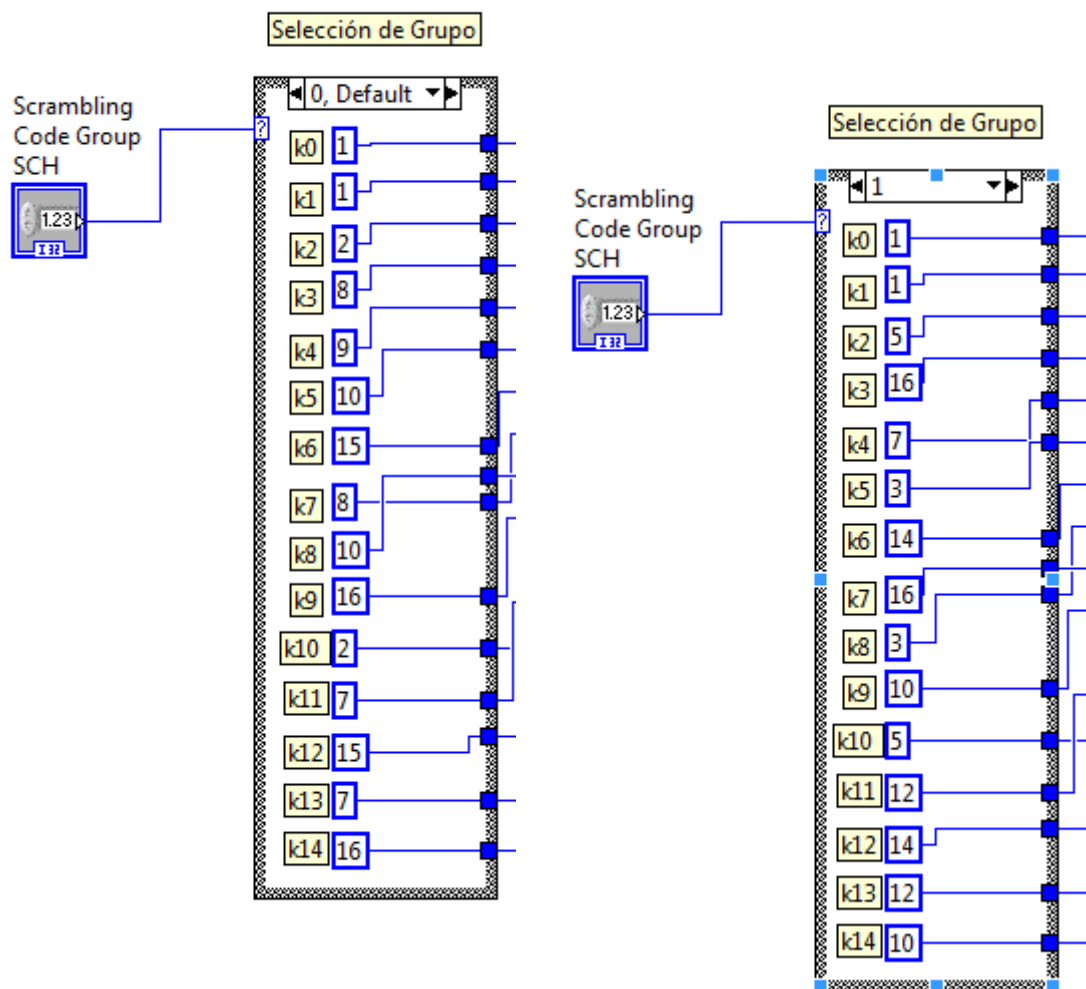 Selección de Grupo
0, Default
Scrambling
Code Group
SCH
?
1.23
I32
k0 1
k1 1
k2 2
k3 8
k4 9
k5 10
k6 15
k7 8
k8 10
k9 16
k10 2
k11 7
k12 15
k13 7
k14 16
Selección de Grupo
1
Scrambling
Code Group
SCH
?
1.23
I32
k0 1
k1 1
k2 5
k3 16
k4 7
k5 3
k6 14
k7 16
k8 3
k9 10
k10 5
k11 12
k12 14
k13 12
k14 10